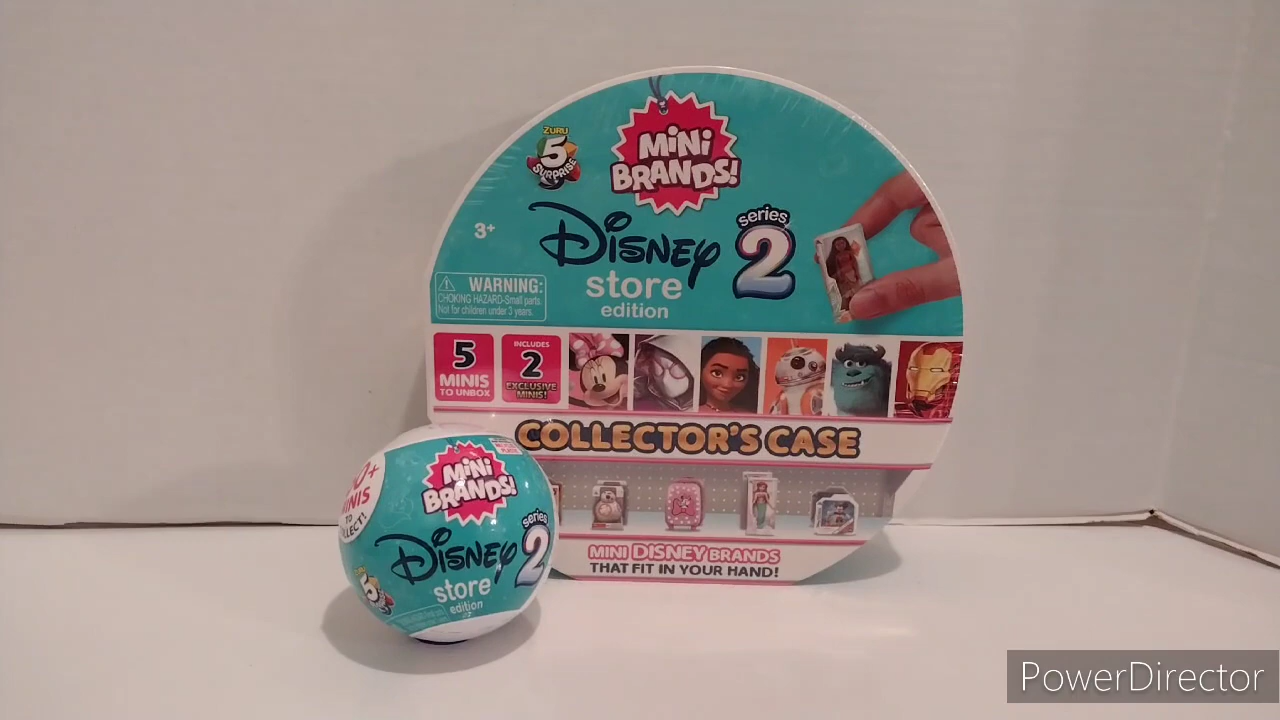 ZURU
5
SURPRISE
MiNi
BRANDS!
3+
Disney
store
edition
series
2
WARNING:
CHOKING HAZARD-Small parts.
Not for children under 3 years.
5
MINIS
TO UNBOX
INCLUDES
2
EXCLUSIVE
MINIS!
COLLECTOR'S CASE
MINI DISNEY BRANDS
THAT FIT IN YOUR HAND!
MiNi
BRANDS!
MINIS
TO
Disney
store
edition
series
2
5
PowerDirector